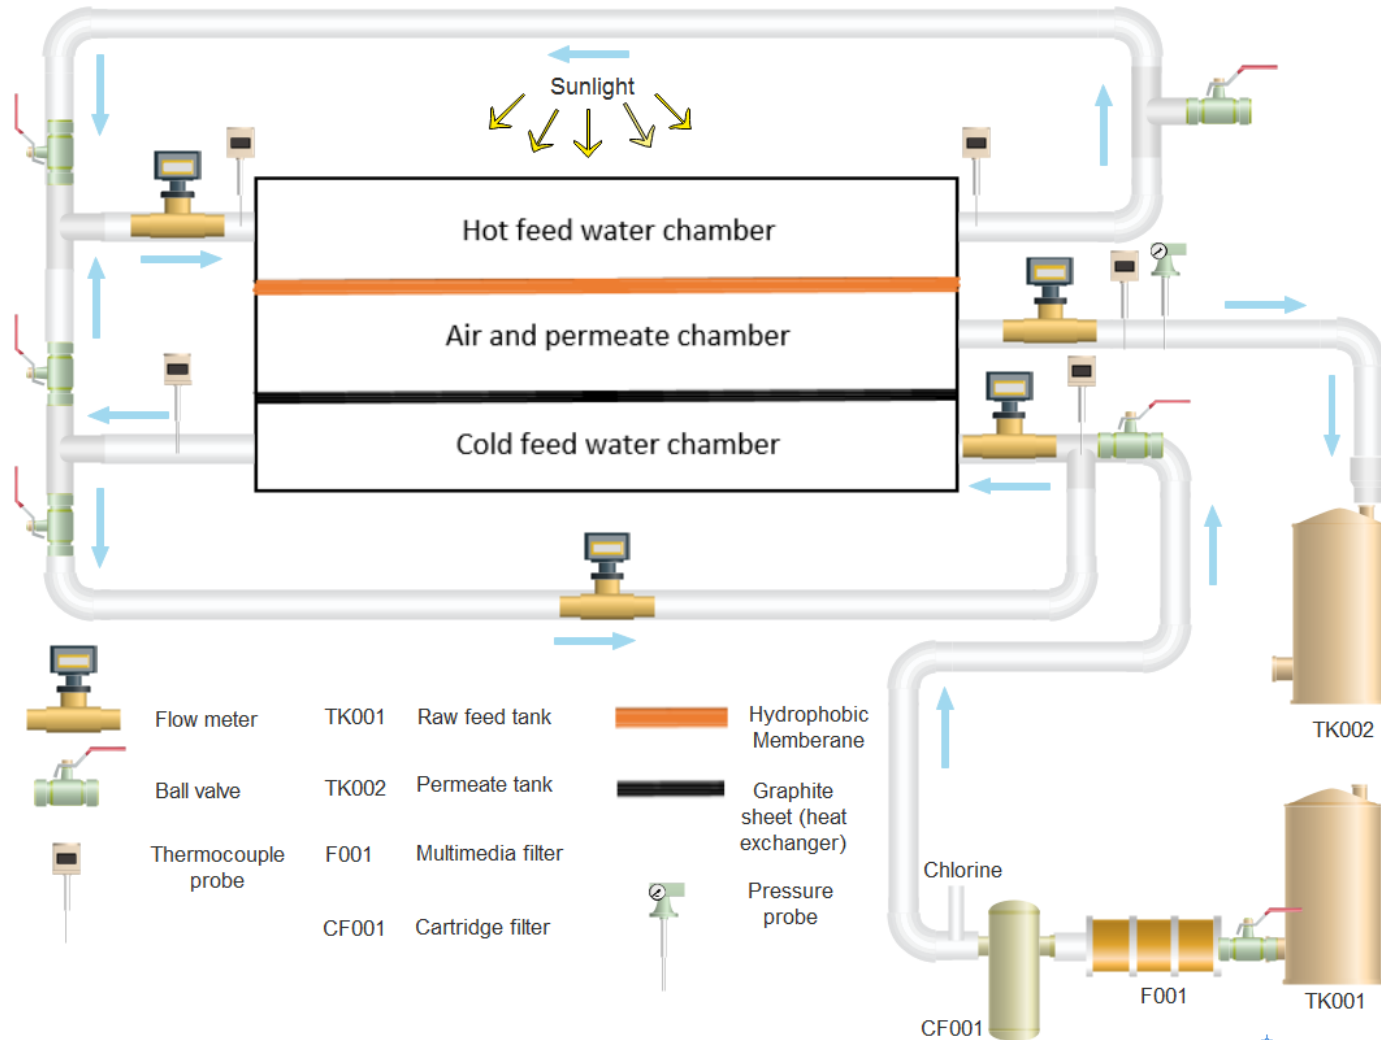 Sunlight
Hot feed water chamber
Air and permeate chamber
Cold feed water chamber
TK002
Flow meter
TK001 Raw feed tank
Hydrophobic
Memberane
Ball valve
TK002 Permeate tank
Graphite
sheet (heat
exchanger)
Thermocouple
probe
F001 Multimedia filter
Pressure
probe
CF001 Cartridge filter
Chlorine
F001
TK001
CF001